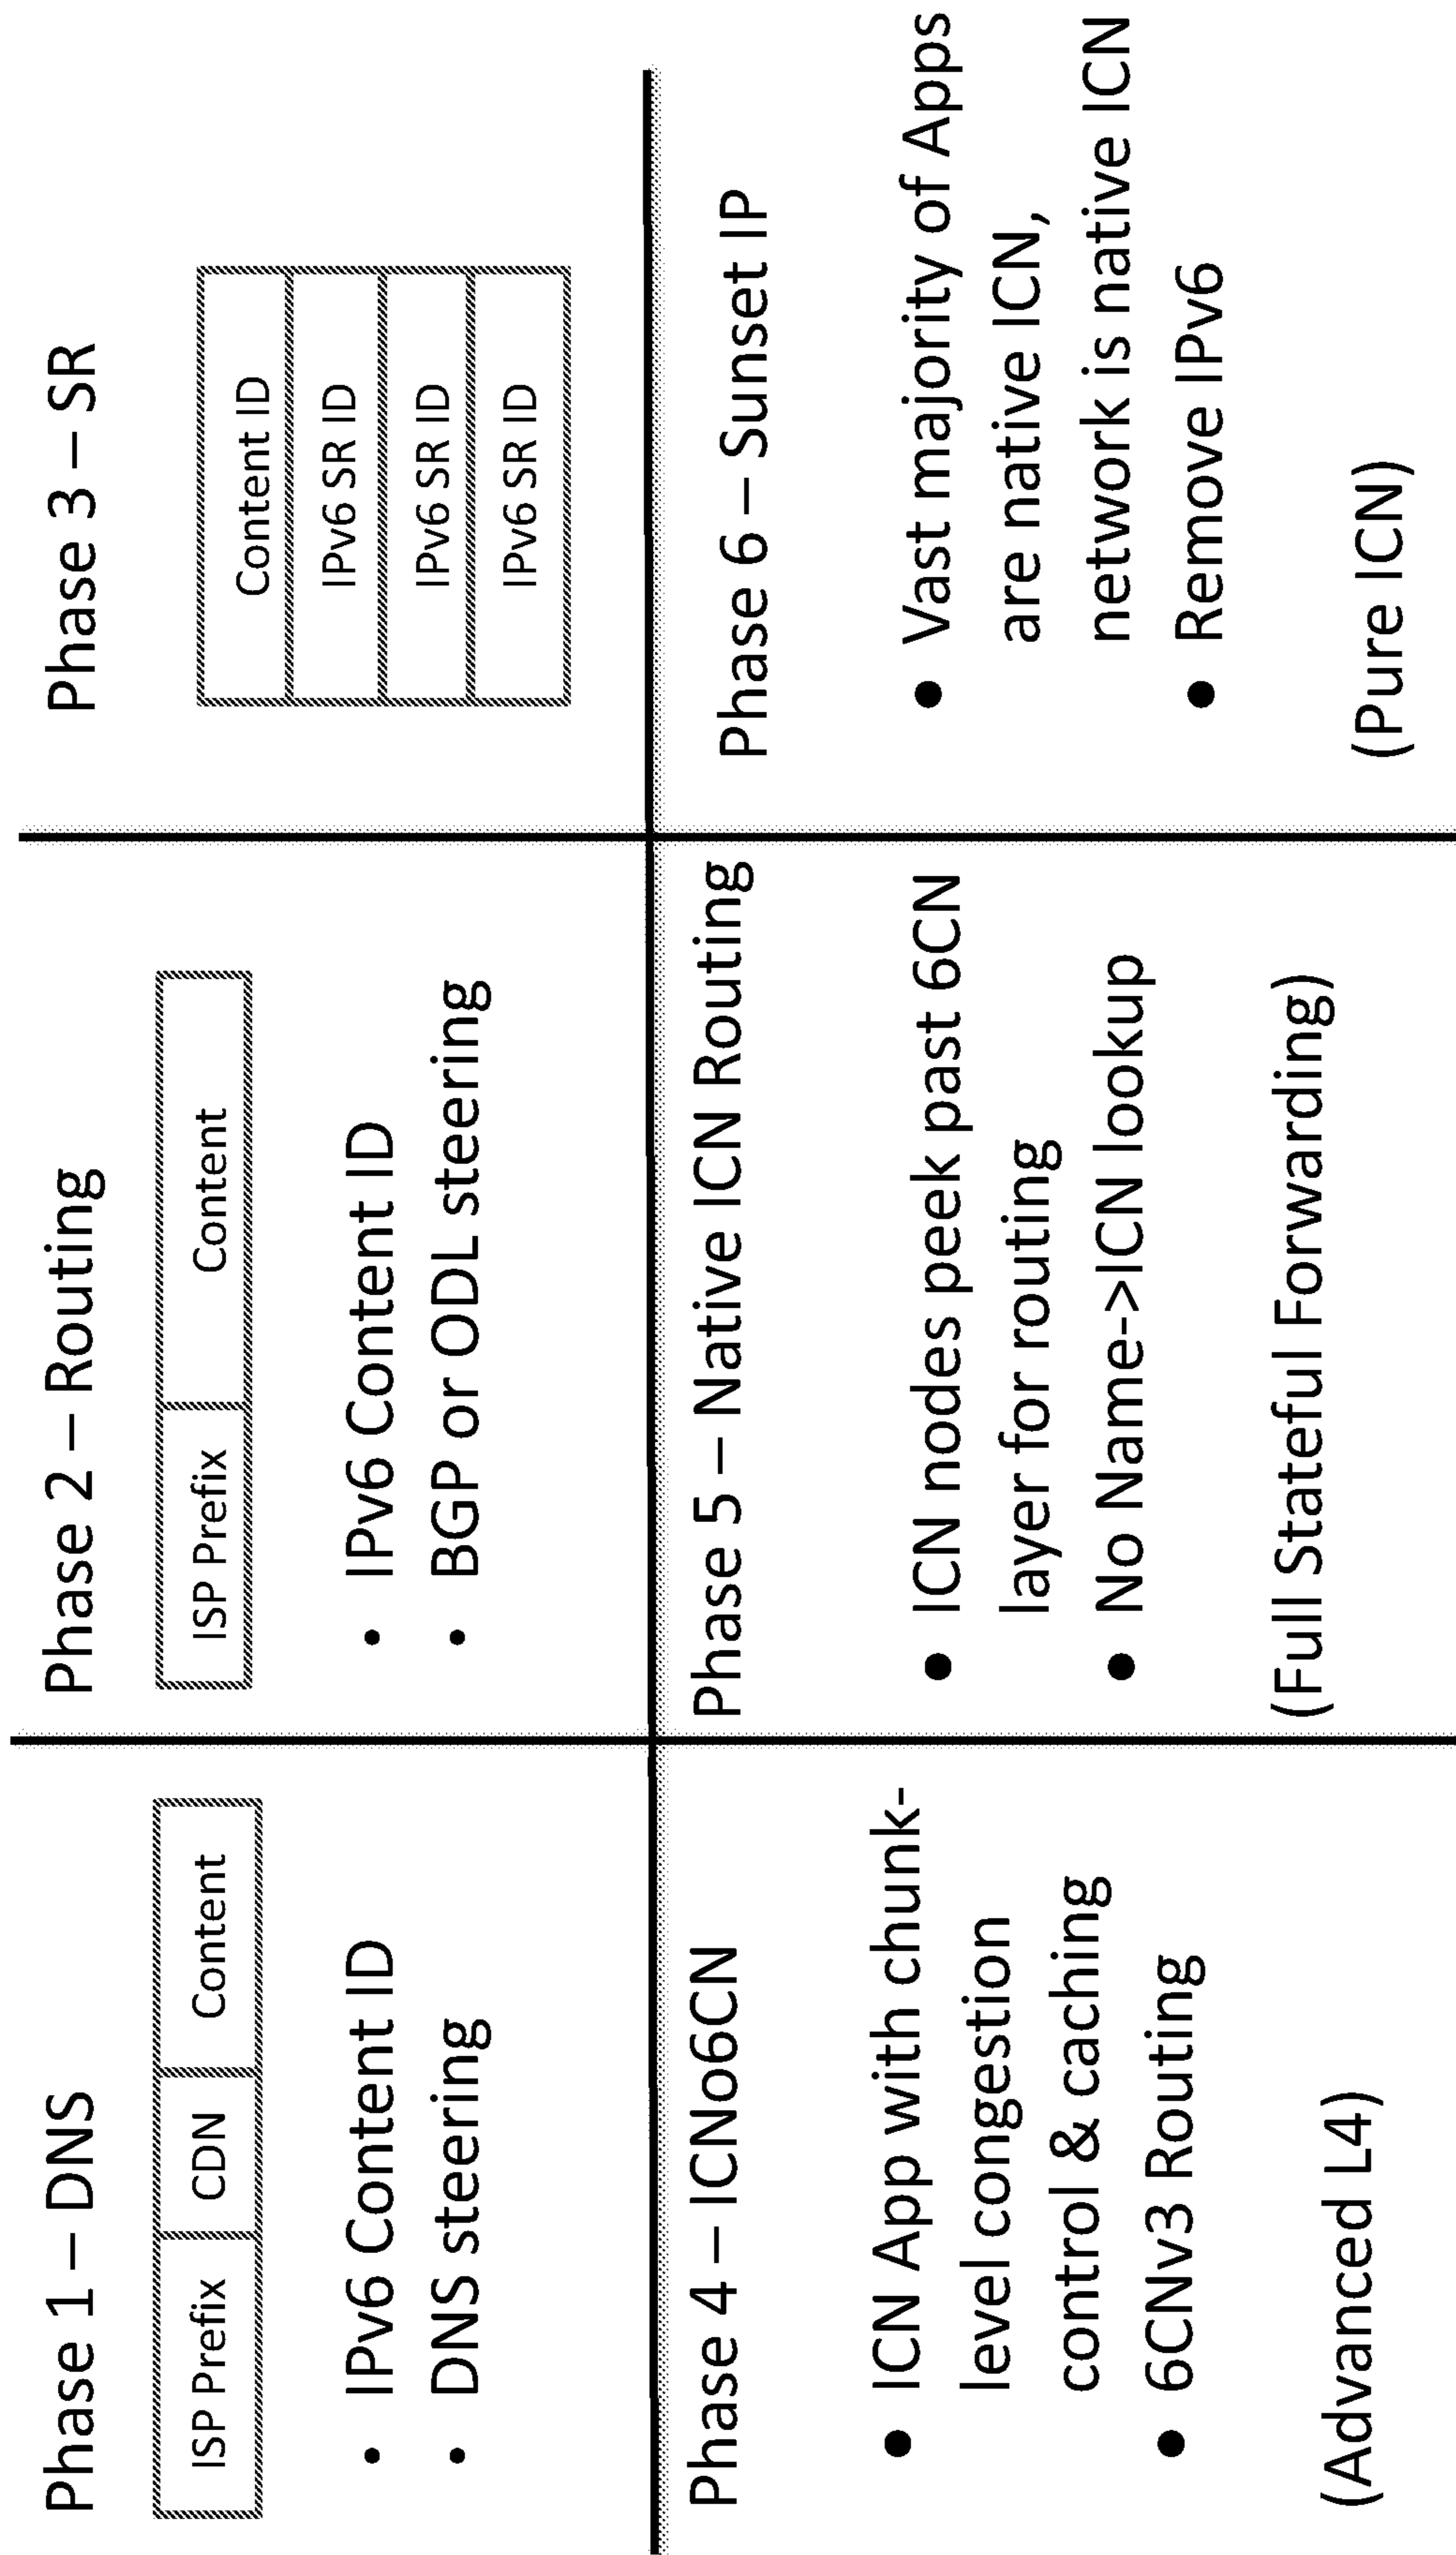 Phase 1 – DNS
ISP Prefix
CDN
Content
• IPv6 Content ID
• DNS steering
Phase 2 – Routing
ISP Prefix
Content
• IPv6 Content ID
• BGP or ODL steering
Phase 3 – SR
Content ID
IPv6 SR ID
IPv6 SR ID
IPv6 SR ID
Phase 4 – ICNo6CN
• ICN App with chunk-
level congestion
control & caching
• 6CNv3 Routing
(Advanced L4)
Phase 5 – Native ICN Routing
• ICN nodes peek past 6CN
layer for routing
• No Name->ICN lookup
(Full Stateful Forwarding)
Phase 6 – Sunset IP
• Vast majority of Apps
are native ICN,
network is native ICN
• Remove IPv6
(Pure ICN)